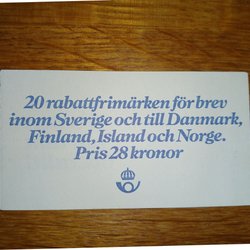 20 rabattfrimärken för brev
inom Sverige och till Danmark,
Finland, Island och Norge.
Pris 28 kronor